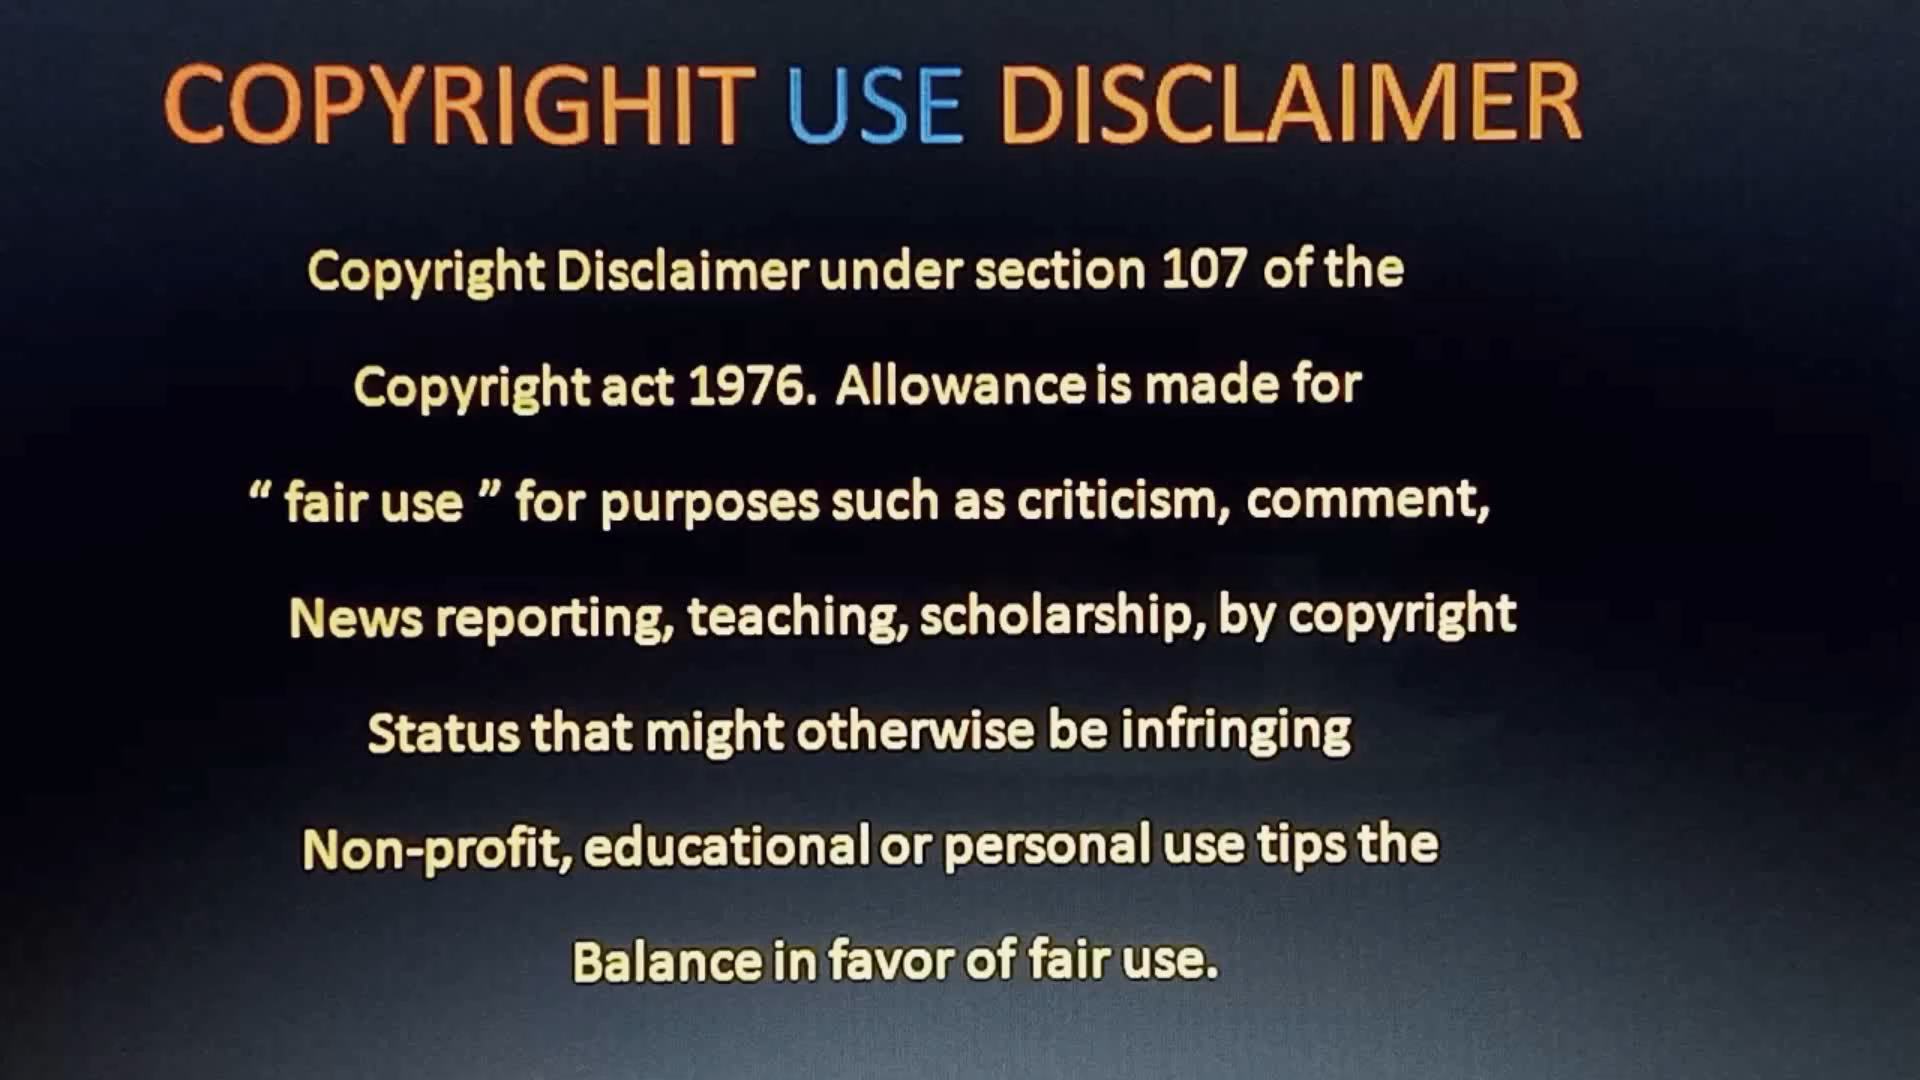 COPYRIGHIT USE DISCLAIMER
Copyright Disclaimer under section 107 of the
Copyright act 1976. Allowance is made for
“ fair use ” for purposes such as criticism, comment,
News reporting, teaching, scholarship, by copyright
Status that might otherwise be infringing
Non-profit, educational or personal use tips the
Balance in favor of fair use.